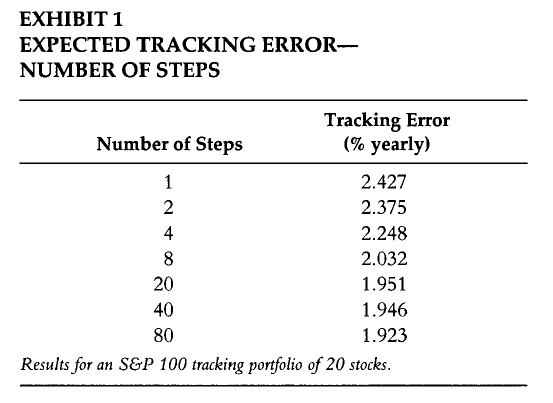 EXHIBIT 1
EXPECTED TRACKING ERROR—
NUMBER OF STEPS
Number of Steps Tracking Error (% yearly)
1 2.427
2 2.375
4 2.248
8 2.032
20 1.951
40 1.946
80 1.923
Results for an S&P 100 tracking portfolio of 20 stocks.